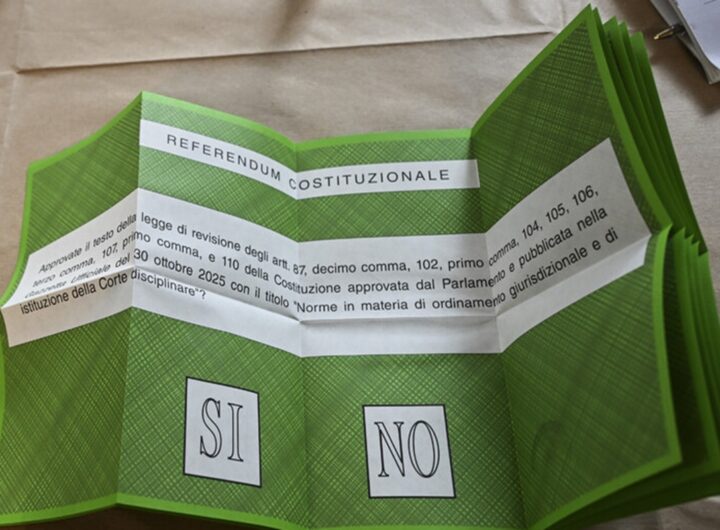 REFERENDUM COSTITUZIONALE
Approvate il testo della legge di revisione degli artt. 87, decimo comma, 102, primo comma, 104, 105, 106,
terzo comma, 107, primo comma, e 110 della Costituzione approvata dal Parlamento e pubblicata nella
Gazzetta Ufficiale del 30 ottobre 2025 con il titolo "Norme in materia di ordinamento giurisdizionale e di
istituzione della Corte disciplinare"?
SI NO